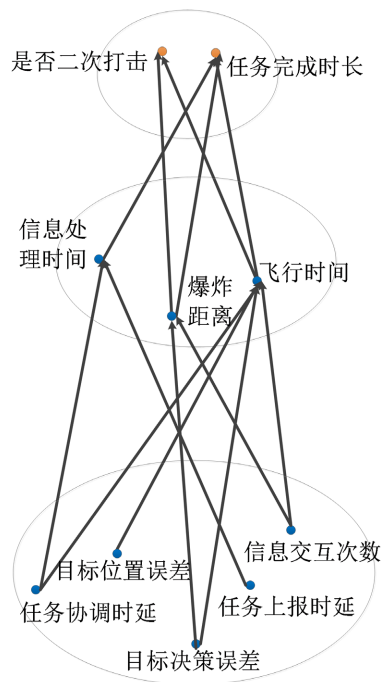 是否二次打击
任务完成时长
信息处
理时间
爆炸
距离
飞行时间
信息交互次数
目标位置误差
任务协调时延
任务上报时延
目标决策误差